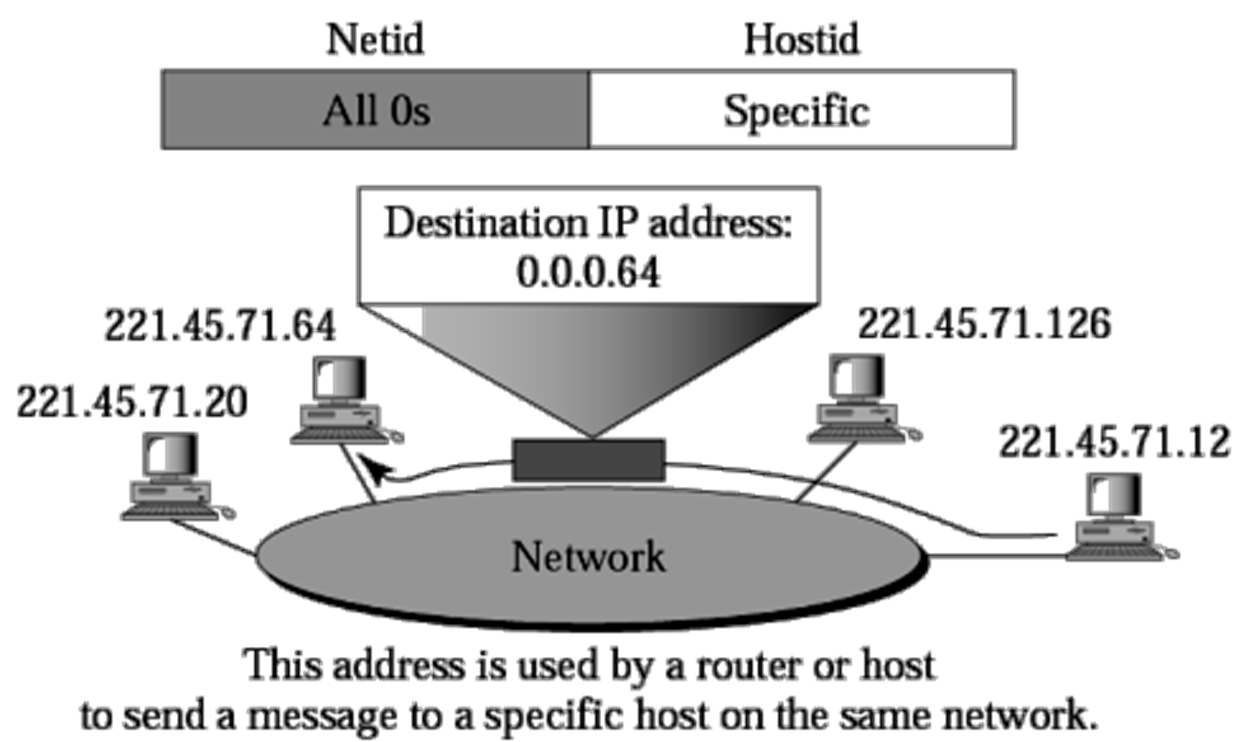 Netid
Hostid
All 0s
Specific
Destination IP address:
0.0.0.64
221.45.71.64
221.45.71.126
221.45.71.20
221.45.71.12
Network
This address is used by a router or host
to send a message to a specific host on the same network.